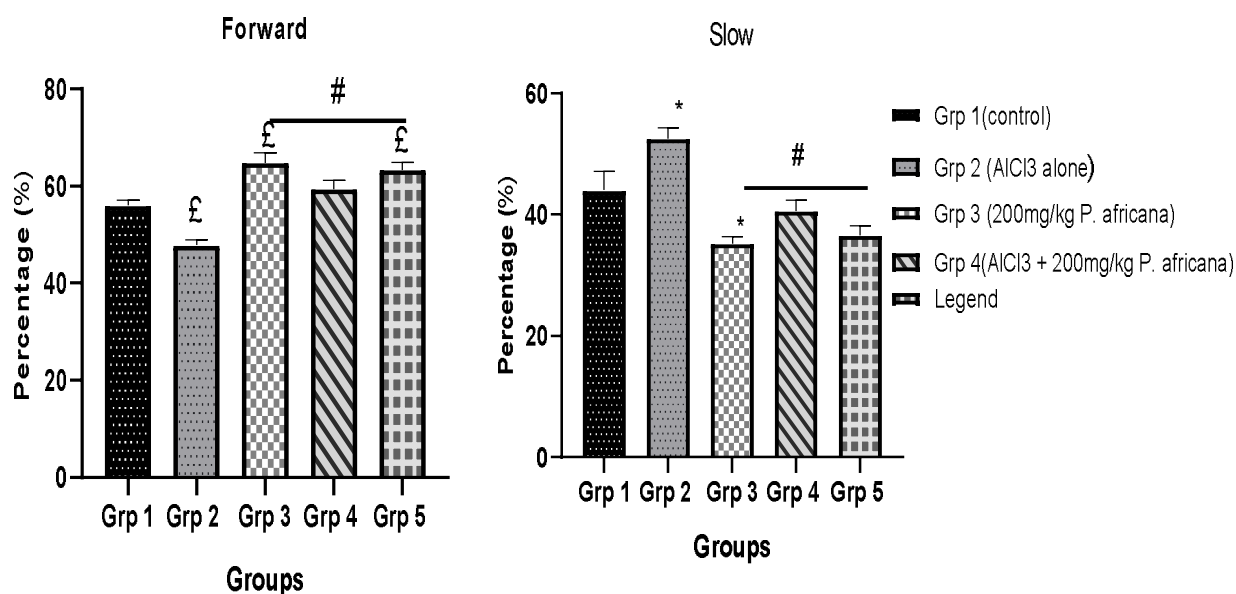 Forward
80
60
40
20
0
Percentage (%)
£
£
#
£
Grp 1 Grp 2 Grp 3 Grp 4 Grp 5
Groups
Slow
60
40
20
0
Percentage (%)
*
*
#
Grp 1 Grp 2 Grp 3 Grp 4 Grp 5
Groups
Grp 1(control)
Grp 2 (AlCl3 alone)
Grp 3 (200mg/kg P. africana)
Grp 4(AlCl3 + 200mg/kg P. africana)
Legend